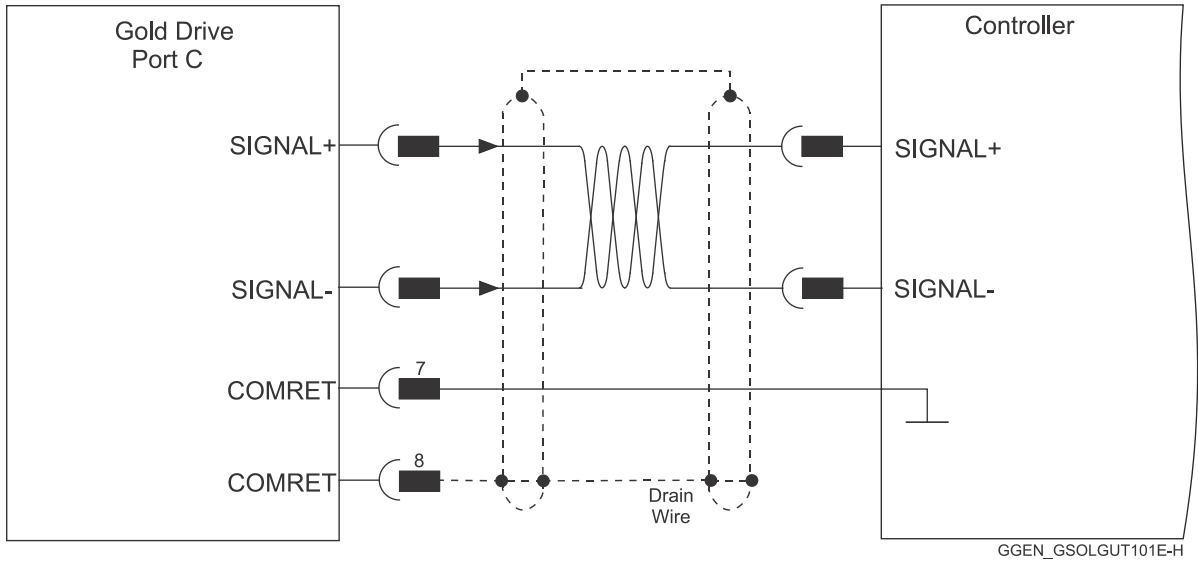 Gold Drive
Port C
Controller
SIGNAL+
SIGNAL+
SIGNAL-
SIGNAL-
COMRET
7
COMRET
8
Drain
Wire
GGEN_GSOLGUT101E-H